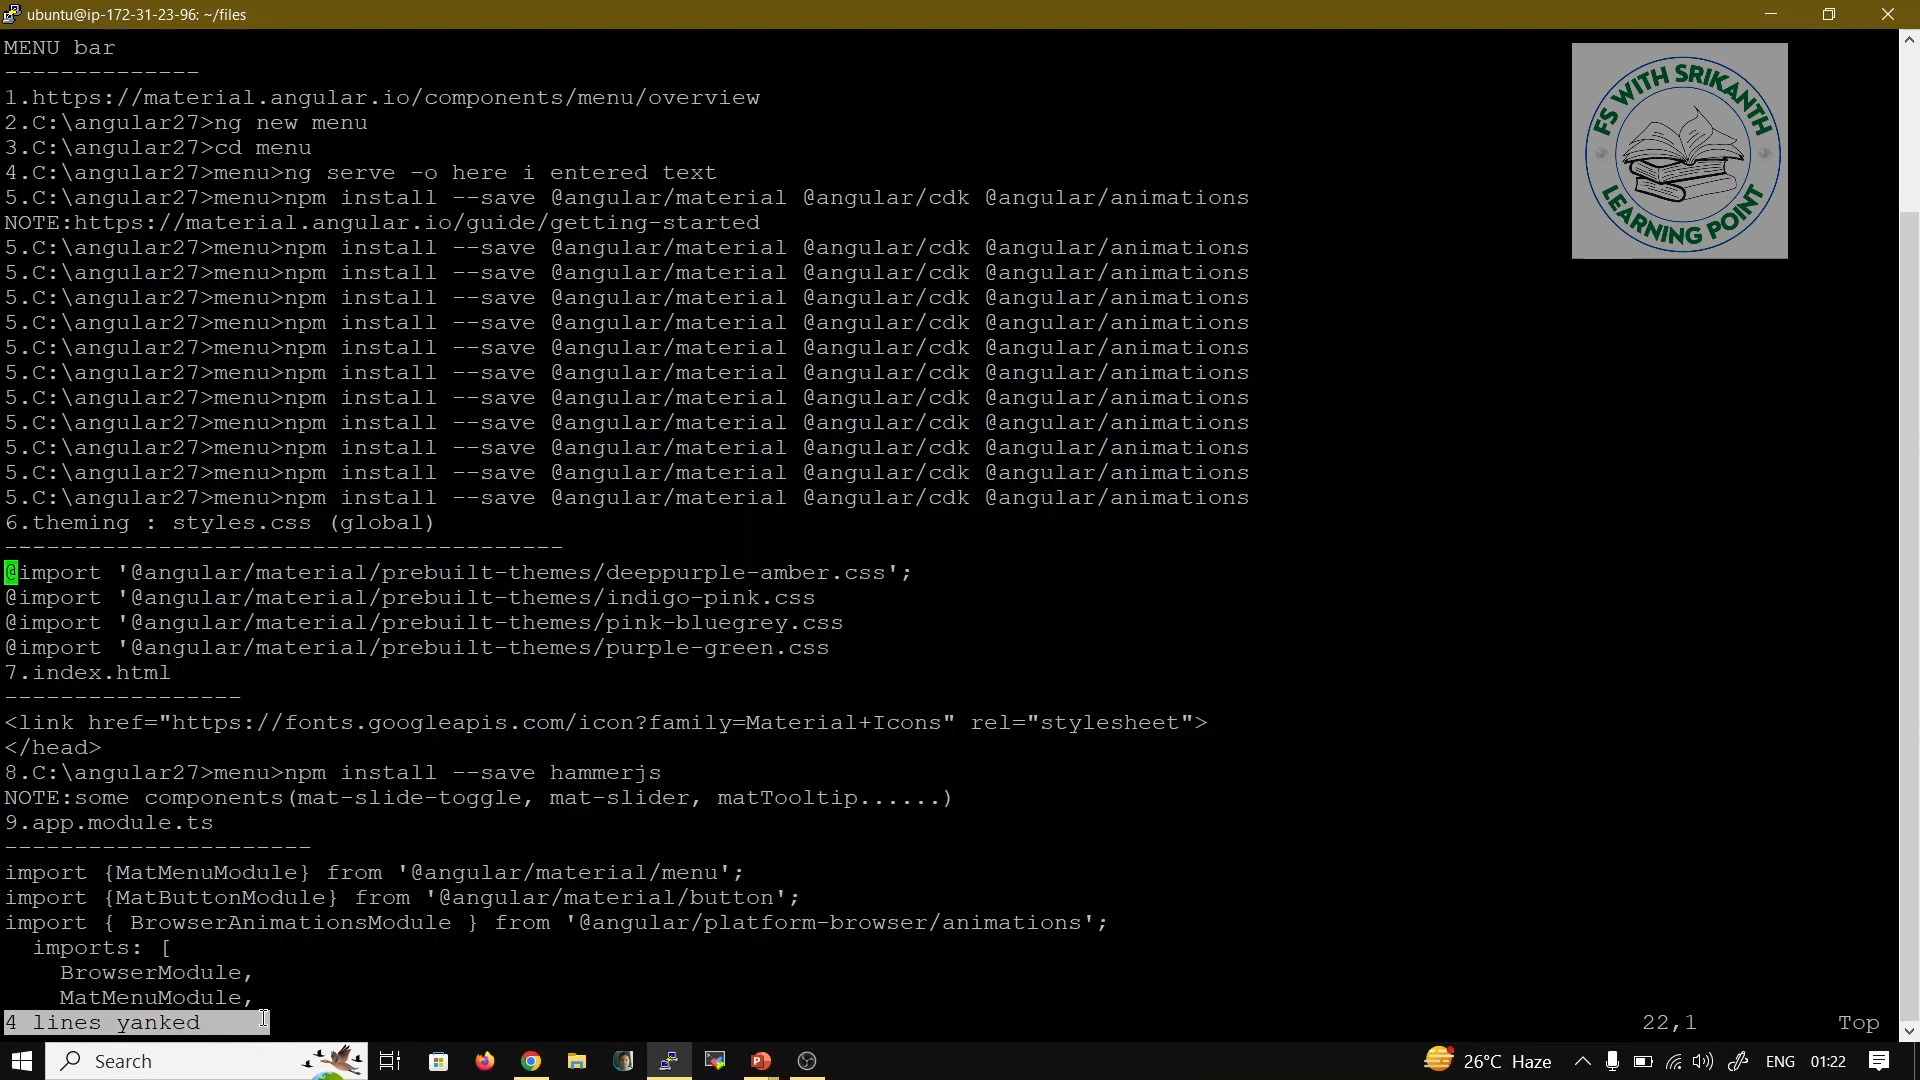 ubuntu@ip-172-31-23-96: ~/files
MENU bar
--------------
1.https://material.angular.io/components/menu/overview
2.C:\angular27>ng new menu
3.C:\angular27>cd menu
4.C:\angular27>menu>ng serve -o here i entered text
5.C:\angular27>menu>npm install --save @angular/material @angular/cdk @angular/animations
NOTE:https://material.angular.io/guide/getting-started
5.C:\angular27>menu>npm install --save @angular/material @angular/cdk @angular/animations
5.C:\angular27>menu>npm install --save @angular/material @angular/cdk @angular/animations
5.C:\angular27>menu>npm install --save @angular/material @angular/cdk @angular/animations
5.C:\angular27>menu>npm install --save @angular/material @angular/cdk @angular/animations
5.C:\angular27>menu>npm install --save @angular/material @angular/cdk @angular/animations
5.C:\angular27>menu>npm install --save @angular/material @angular/cdk @angular/animations
5.C:\angular27>menu>npm install --save @angular/material @angular/cdk @angular/animations
5.C:\angular27>menu>npm install --save @angular/material @angular/cdk @angular/animations
5.C:\angular27>menu>npm install --save @angular/material @angular/cdk @angular/animations
5.C:\angular27>menu>npm install --save @angular/material @angular/cdk @angular/animations
5.C:\angular27>menu>npm install --save @angular/material @angular/cdk @angular/animations
6.theming : styles.css (global)
----------------------------------------
@import '@angular/material/prebuilt-themes/deeppurple-amber.css';
@import '@angular/material/prebuilt-themes/indigo-pink.css
@import '@angular/material/prebuilt-themes/pink-bluegrey.css
@import '@angular/material/prebuilt-themes/purple-green.css
7.index.html
-----------------
<link href="https://fonts.googleapis.com/icon?family=Material+Icons" rel="stylesheet">
</head>
8.C:\angular27>menu>npm install --save hammerjs
NOTE:some components(mat-slide-toggle, mat-slider, matTooltip......)
9.app.module.ts
----------------------
import {MatMenuModule} from '@angular/material/menu';
import {MatButtonModule} from '@angular/material/button';
import { BrowserAnimationsModule } from '@angular/platform-browser/animations';
  imports: [
    BrowserModule,
    MatMenuModule,
4 lines yanked 22,1 Top
FS WITH SRIKANTH
LEARNING POINT
Search 26°C Haze ENG 01:22